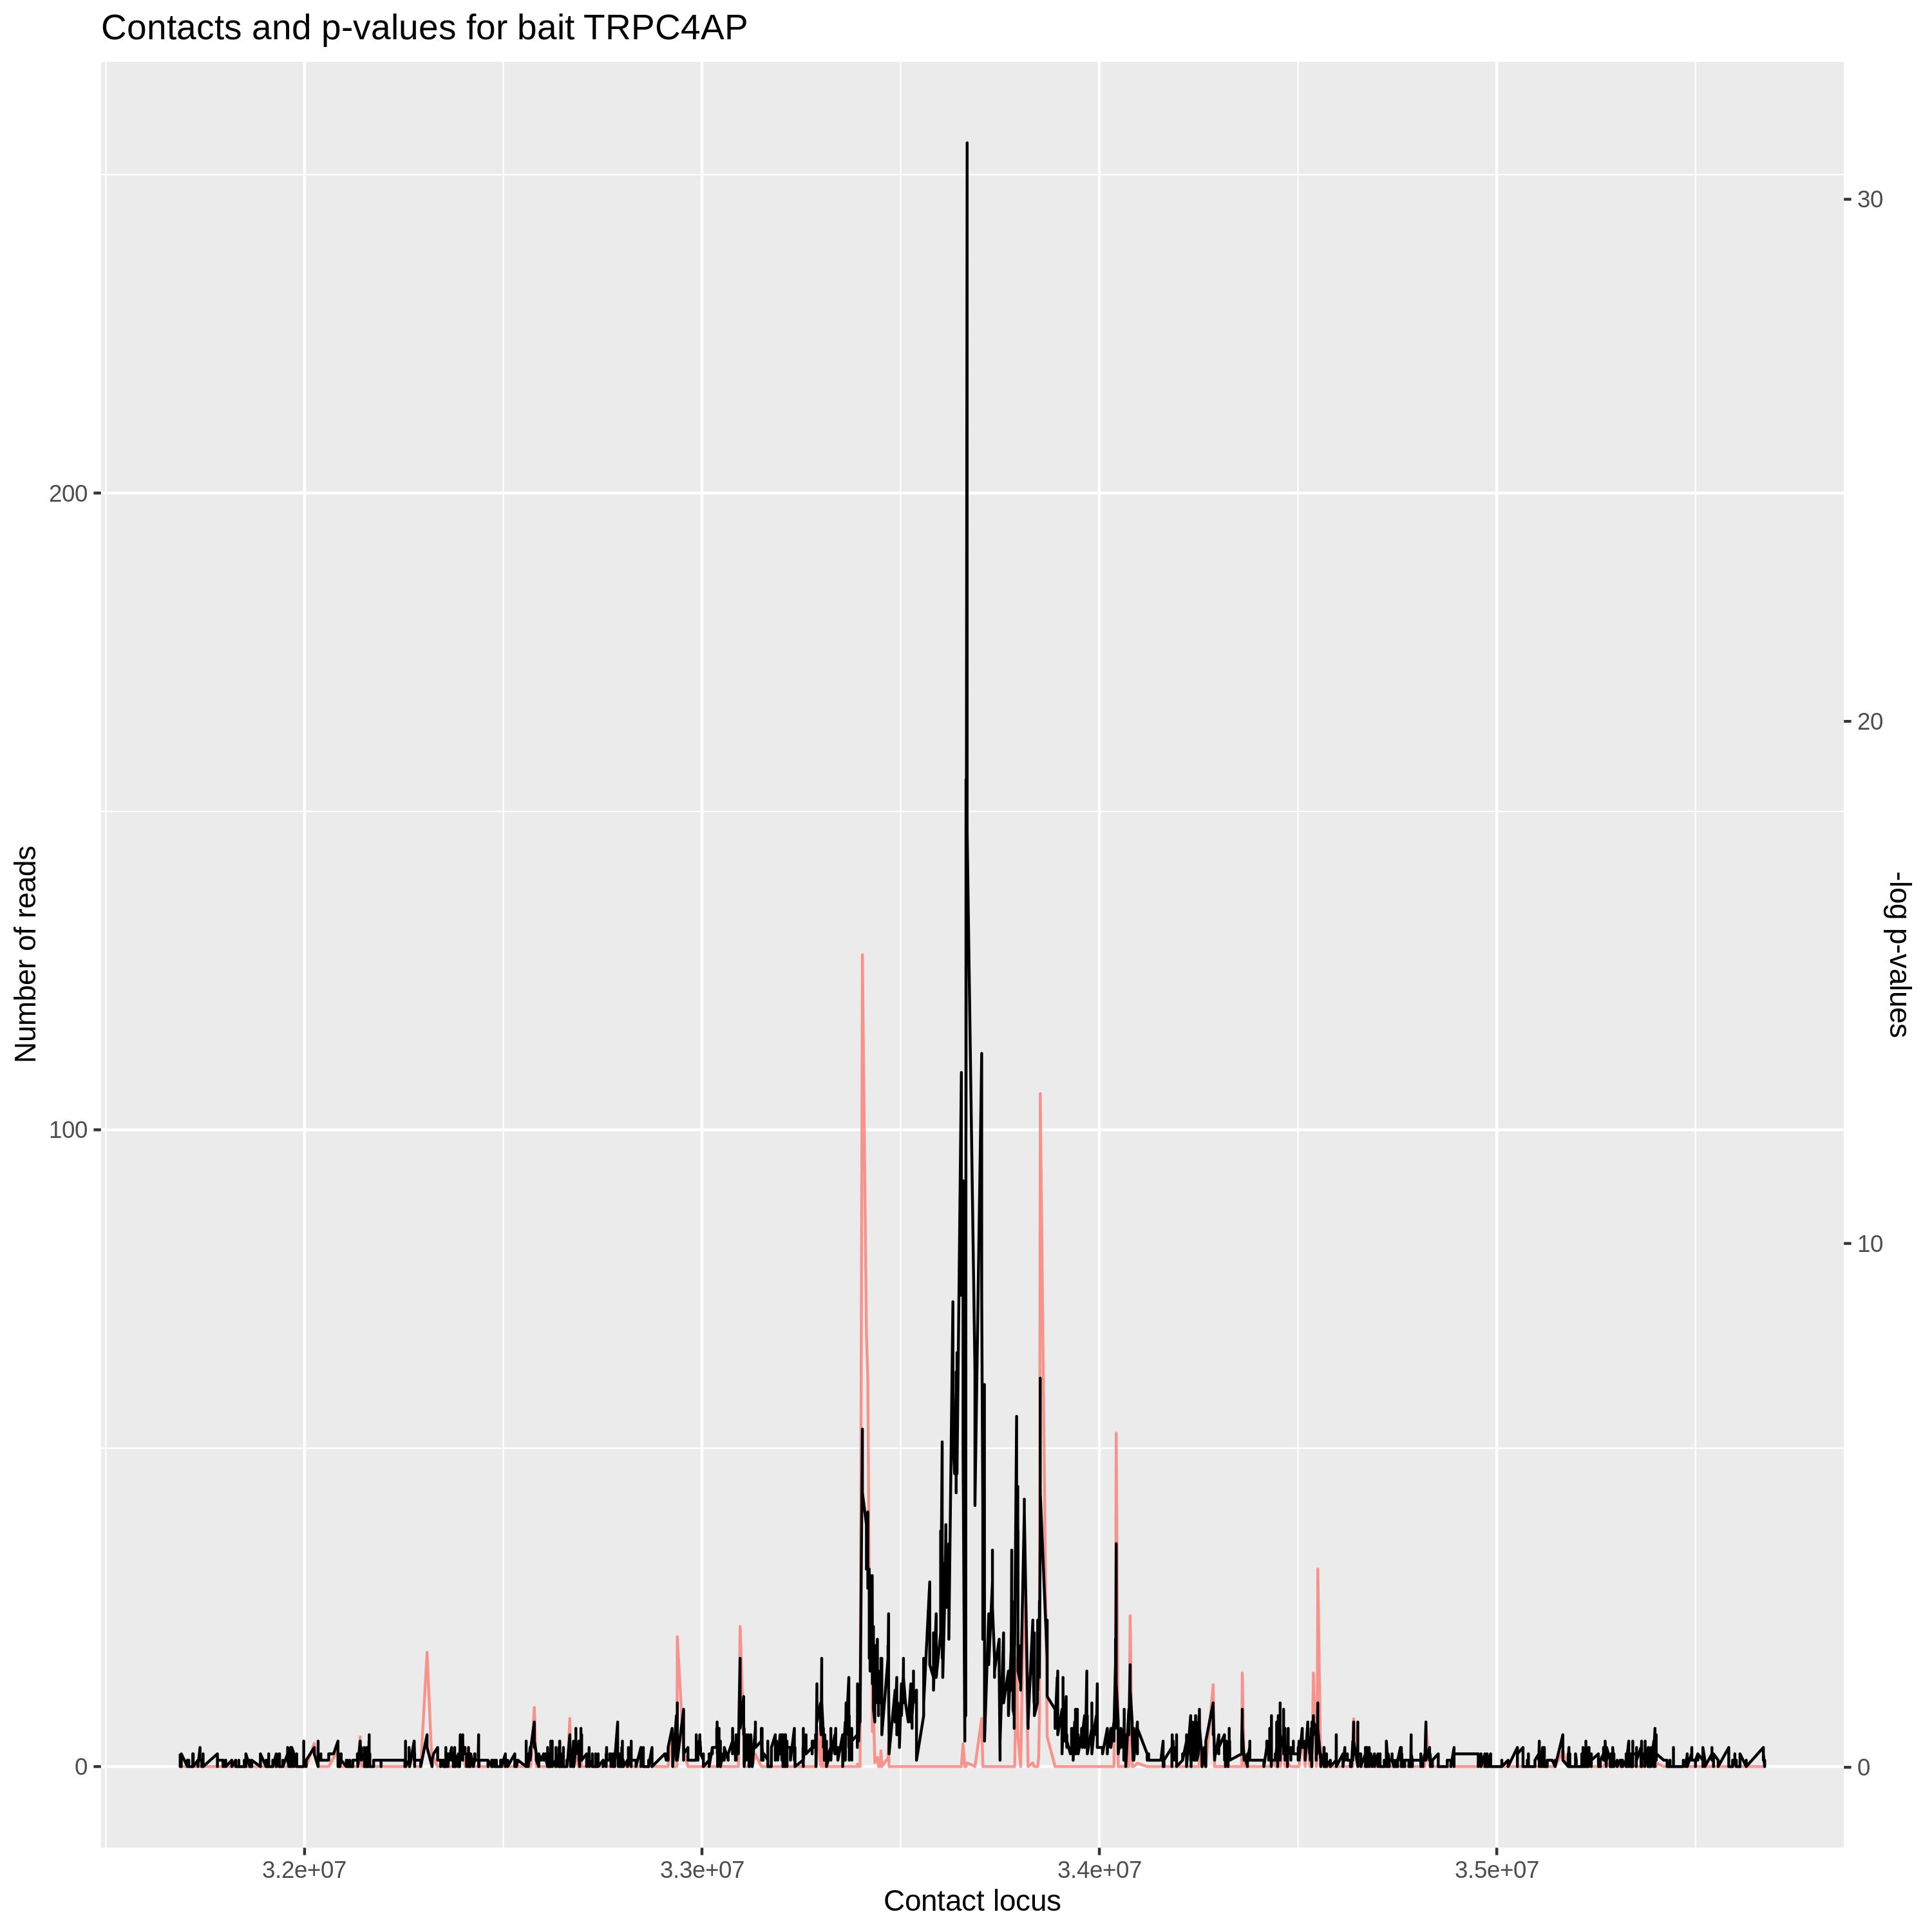 Contacts and p-values for bait TRPC4AP
Number of reads
200
100
0
30
20
10
0
-log p-values
3.2e+07
3.3e+07
3.4e+07
3.5e+07
Contact locus